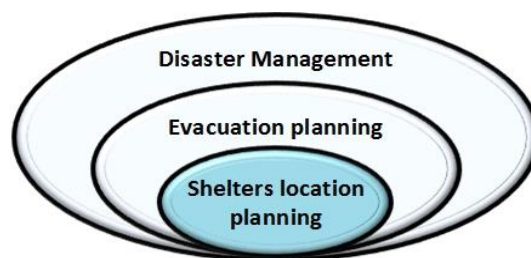 Disaster Management
Evacuation planning
Shelters location
planning